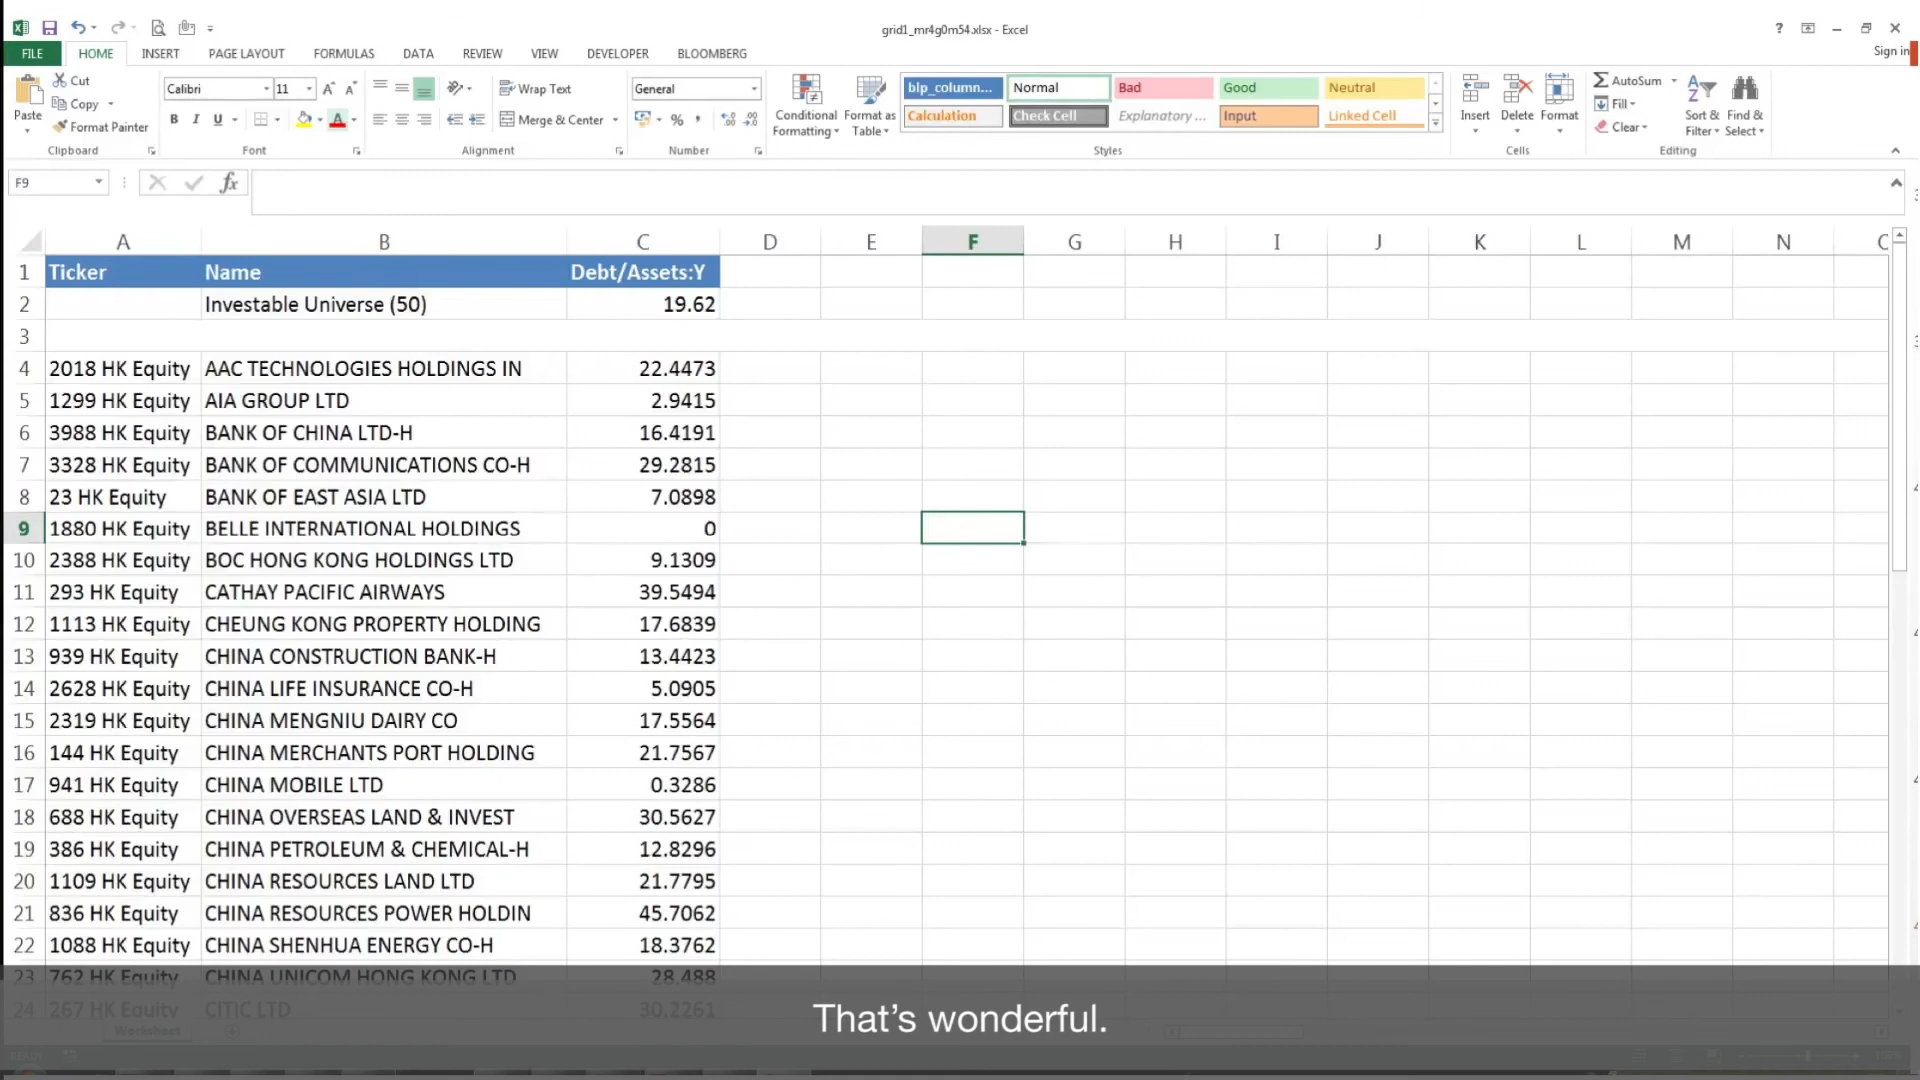 grid1_mr4g0m54.xlsx - Excel
?
Sign in
FILE HOME INSERT PAGE LAYOUT FORMULAS DATA REVIEW VIEW DEVELOPER BLOOMBERG
Cut
Copy
Format Painter
Paste
Clipboard
Calibri 11
B I U
Font
Wrap Text
Merge & Center
Alignment
General
%
Number
Conditional Formatting
Format as Table
blp_column... Normal Bad Good Neutral
Calculation Check Cell Explanatory ... Input Linked Cell
Styles
Insert Delete Format
Cells
AutoSum
Fill
Clear
Sort & Filter
Find & Select
Editing
F9 fx
A B C D E F G H I J K L M N
1 Ticker Name Debt/Assets:Y
2 Investable Universe (50) 19.62
3
4 2018 HK Equity AAC TECHNOLOGIES HOLDINGS IN 22.4473
5 1299 HK Equity AIA GROUP LTD 2.9415
6 3988 HK Equity BANK OF CHINA LTD-H 16.4191
7 3328 HK Equity BANK OF COMMUNICATIONS CO-H 29.2815
8 23 HK Equity BANK OF EAST ASIA LTD 7.0898
9 1880 HK Equity BELLE INTERNATIONAL HOLDINGS 0
10 2388 HK Equity BOC HONG KONG HOLDINGS LTD 9.1309
11 293 HK Equity CATHAY PACIFIC AIRWAYS 39.5494
12 1113 HK Equity CHEUNG KONG PROPERTY HOLDING 17.6839
13 939 HK Equity CHINA CONSTRUCTION BANK-H 13.4423
14 2628 HK Equity CHINA LIFE INSURANCE CO-H 5.0905
15 2319 HK Equity CHINA MENGNIU DAIRY CO 17.5564
16 144 HK Equity CHINA MERCHANTS PORT HOLDING 21.7567
17 941 HK Equity CHINA MOBILE LTD 0.3286
18 688 HK Equity CHINA OVERSEAS LAND & INVEST 30.5627
19 386 HK Equity CHINA PETROLEUM & CHEMICAL-H 12.8296
20 1109 HK Equity CHINA RESOURCES LAND LTD 21.7795
21 836 HK Equity CHINA RESOURCES POWER HOLDIN 45.7062
22 1088 HK Equity CHINA SHENHUA ENERGY CO-H 18.3762
23 762 HK Equity CHINA UNICOM HONG KONG LTD 28.488
24 267 HK Equity CITIC LTD 30.2261
That's wonderful.
Worksheet